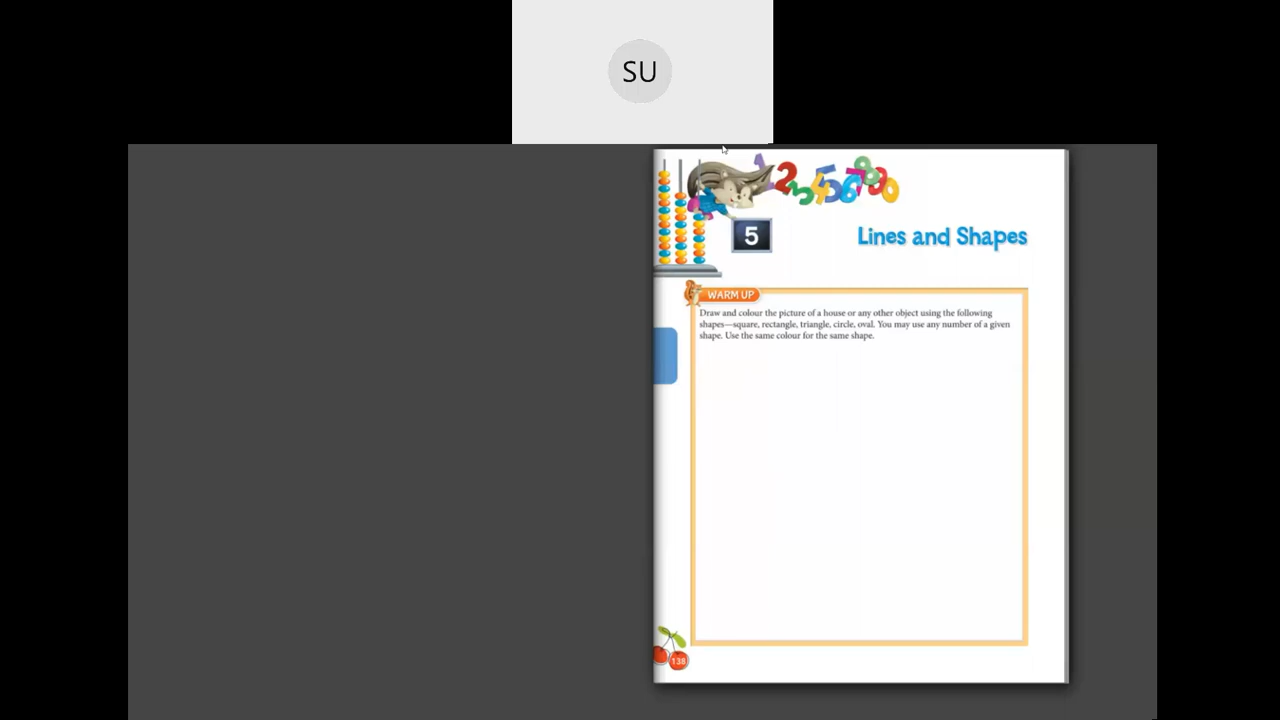 SU
1234567890
5
Lines and Shapes
WARM UP
Draw and colour the picture of a house or any other object using the following
shapes—square, rectangle, triangle, circle, oval. You may use any number of a given
shape. Use the same colour for the same shape.
138